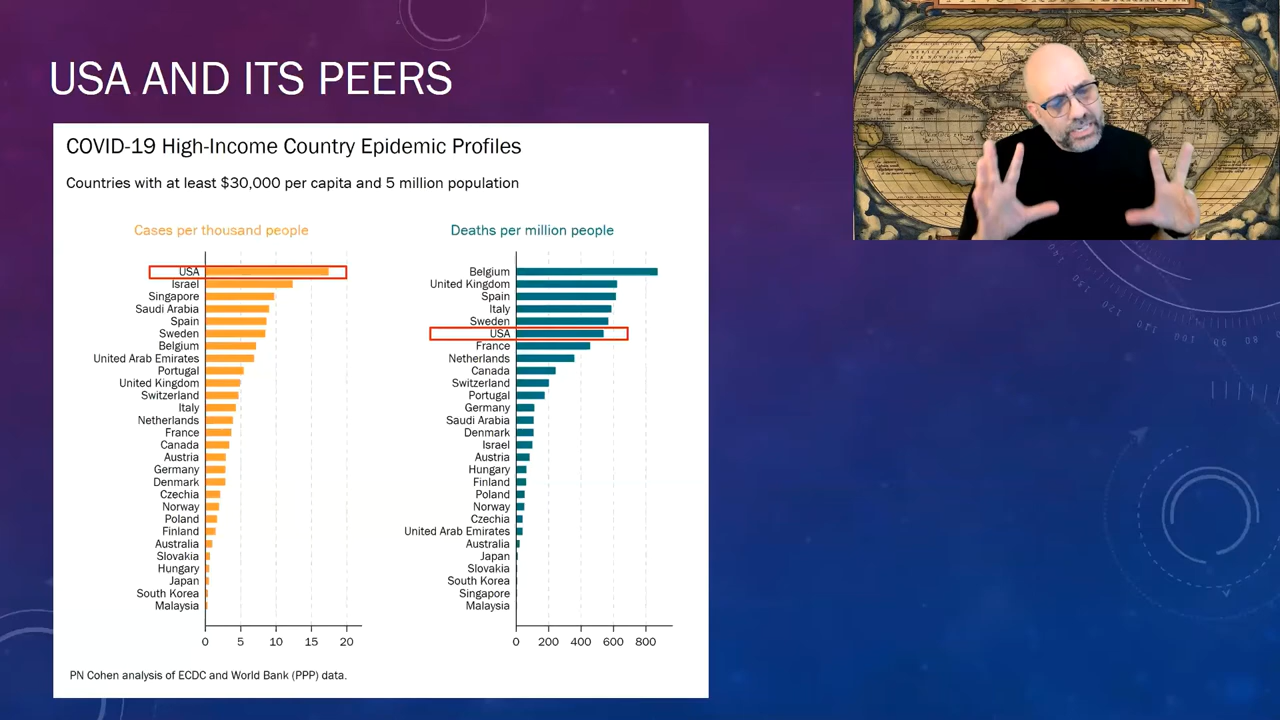 USA AND ITS PEERS
COVID-19 High-Income Country Epidemic Profiles
Countries with at least $30,000 per capita and 5 million population
Cases per thousand people
USA
Israel
Singapore
Saudi Arabia
Spain
Sweden
Belgium
United Arab Emirates
Portugal
United Kingdom
Switzerland
Italy
Netherlands
France
Canada
Austria
Germany
Denmark
Czechia
Norway
Poland
Finland
Australia
Slovakia
Hungary
Japan
South Korea
Malaysia
0 5 10 15 20
Deaths per million people
Belgium
United Kingdom
Spain
Italy
Sweden
USA
France
Netherlands
Canada
Switzerland
Portugal
Germany
Saudi Arabia
Denmark
Israel
Austria
Hungary
Finland
Poland
Norway
Czechia
United Arab Emirates
Australia
Japan
Slovakia
South Korea
Singapore
Malaysia
0 200 400 600 800
PN Cohen analysis of ECDC and World Bank (PPP) data.